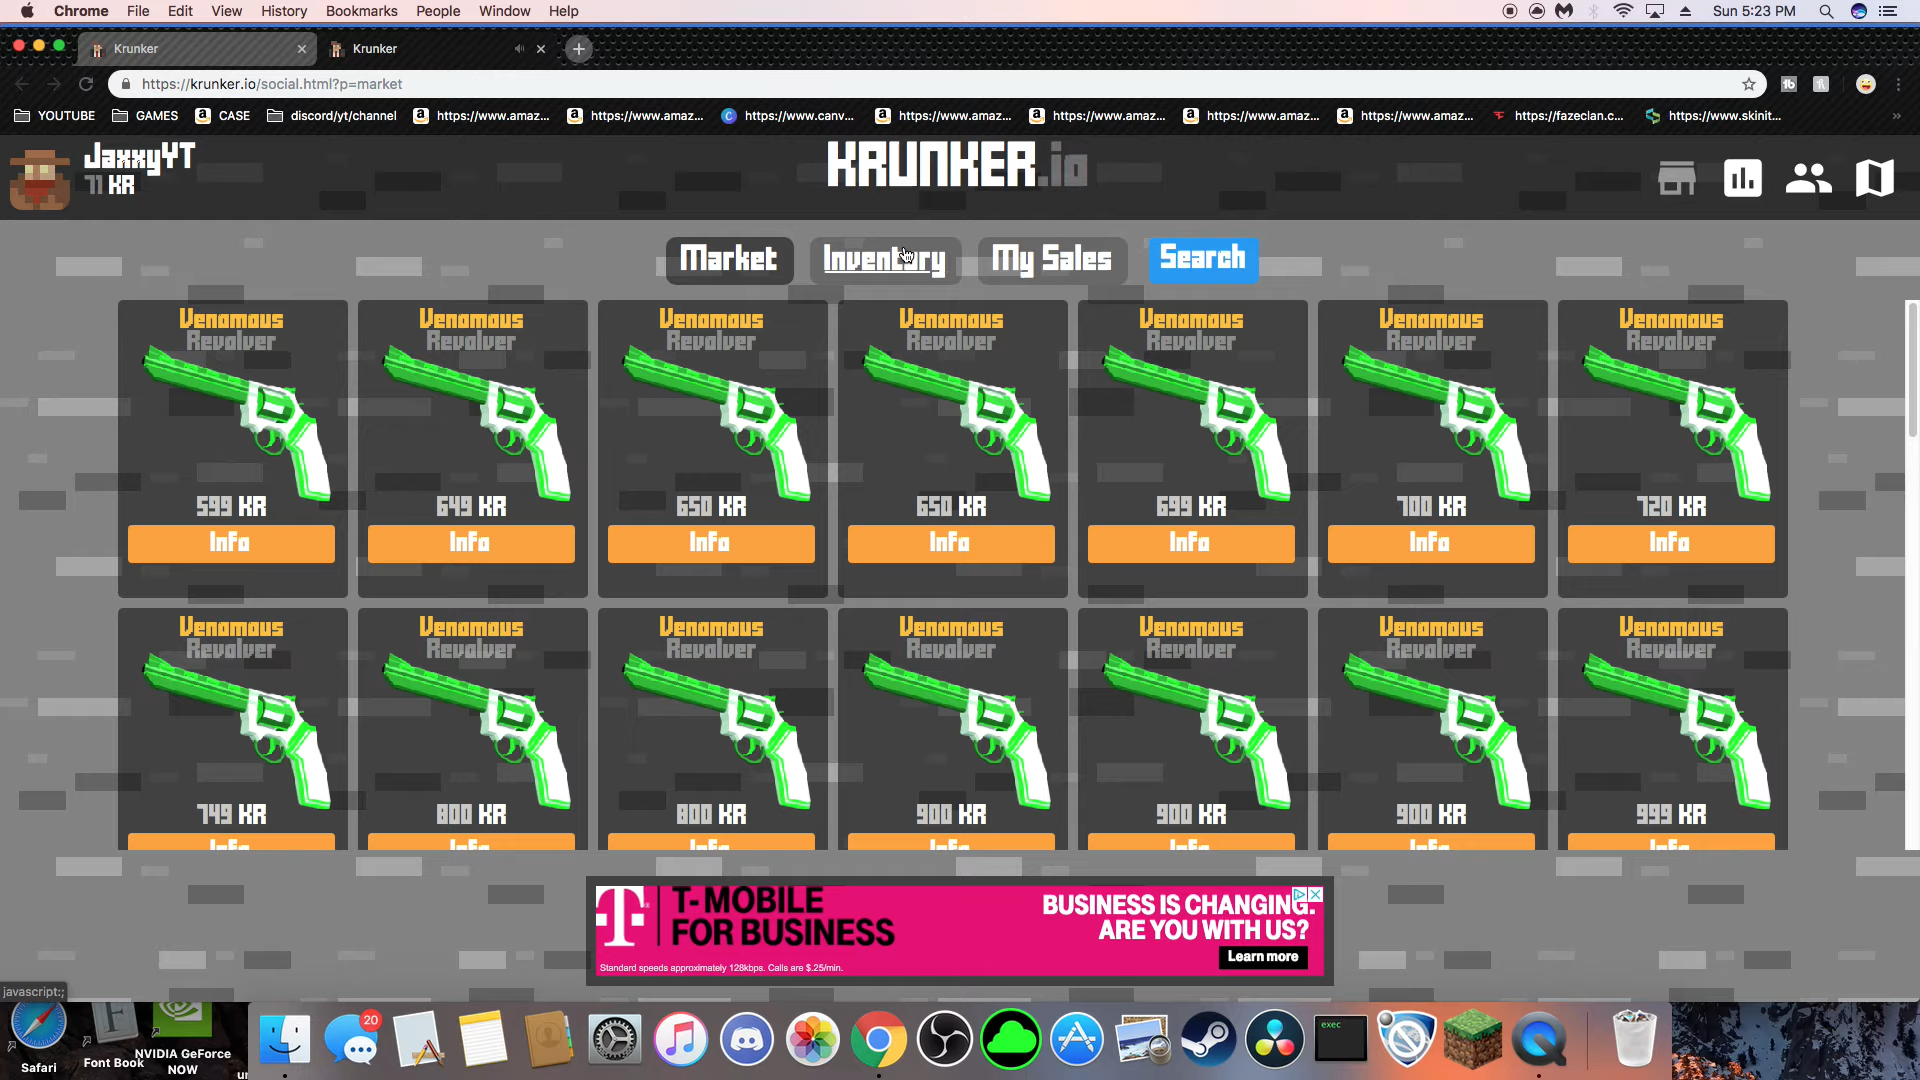 Chrome File Edit View History Bookmarks People Window Help Sun 5:23 PM
Krunker Krunker
https://krunker.io/social.html?p=market
YOUTUBE GAMES CASE discord/yt/channel https://www.amaz... https://www.amaz... https://www.canv... https://www.amaz... https://www.amaz... https://www.amaz... https://www.amaz... https://fazeclan.c... https://www.skinit...
JaxxyYT
71 KR
KRUNKER.io
Market Inventory My Sales Search
Venomous Venomous Venomous Venomous Venomous Venomous Venomous
Revolver Revolver Revolver Revolver Revolver Revolver Revolver
599 KR 649 KR 650 KR 650 KR 699 KR 700 KR 720 KR
Info Info Info Info Info Info Info
Venomous Venomous Venomous Venomous Venomous Venomous Venomous
Revolver Revolver Revolver Revolver Revolver Revolver Revolver
749 KR 800 KR 800 KR 900 KR 900 KR 900 KR 999 KR
Info Info Info Info Info Info Info
T-MOBILE
FOR BUSINESS
BUSINESS IS CHANGING.
ARE YOU WITH US?
Learn more
Standard speeds approximately 128kbps. Calls are $.25/min.
javascript:;
20
exec
Safari
Font Book
NVIDIA GeForce
NOW